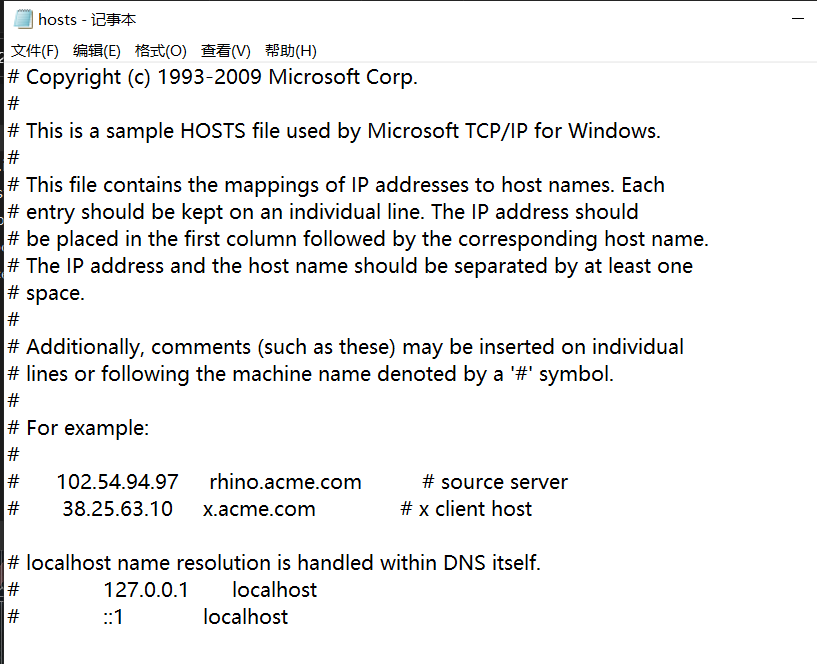 hosts - 记事本
文件(F) 编辑(E) 格式(O) 查看(V) 帮助(H)
# Copyright (c) 1993-2009 Microsoft Corp.
#
# This is a sample HOSTS file used by Microsoft TCP/IP for Windows.
#
# This file contains the mappings of IP addresses to host names. Each
# entry should be kept on an individual line. The IP address should
# be placed in the first column followed by the corresponding host name.
# The IP address and the host name should be separated by at least one
# space.
#
# Additionally, comments (such as these) may be inserted on individual
# lines or following the machine name denoted by a '#' symbol.
#
# For example:
#
# 102.54.94.97 rhino.acme.com # source server
# 38.25.63.10 x.acme.com # x client host

# localhost name resolution is handled within DNS itself.
# 127.0.0.1 localhost
# ::1 localhost